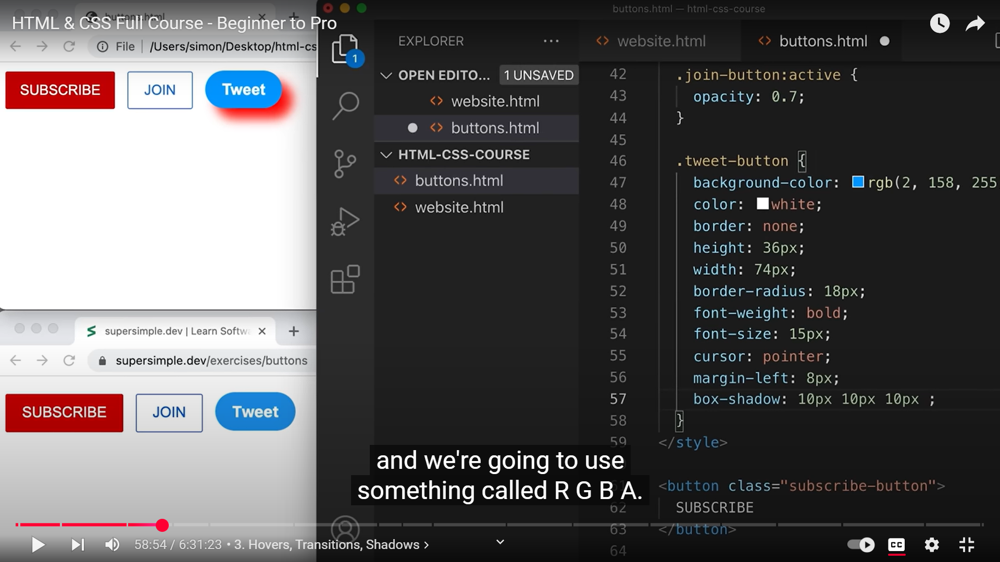 HTML & CSS Full Course - Beginner to Pro
File | /Users/simon/Desktop/html-cs
SUBSCRIBE
JOIN
Tweet
supersimple.dev | Learn Softw
supersimple.dev/exercises/buttons
SUBSCRIBE
JOIN
Tweet
buttons.html — html-css-course
1
EXPLORER
OPEN EDITO... 1 UNSAVED
website.html
buttons.html
HTML-CSS-COURSE
buttons.html
website.html
website.html
buttons.html
42 .join-button:active {
43 opacity: 0.7;
44 }
45
46 .tweet-button {
47 background-color: rgb(2, 158, 255
48 color: white;
49 border: none;
50 height: 36px;
51 width: 74px;
52 border-radius: 18px;
53 font-weight: bold;
54 font-size: 15px;
55 cursor: pointer;
56 margin-left: 8px;
57 box-shadow: 10px 10px 10px ;
58 }
59 </style>
61 <button class="subscribe-button">
62 SUBSCRIBE
63 </button>
64
and we're going to use
something called R G B A.
58:54 / 6:31:23 • 3. Hovers, Transitions, Shadows
CC